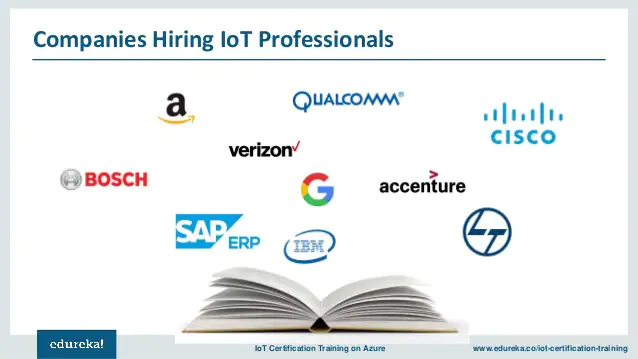 Companies Hiring IoT Professionals
a
QUALCOMM®
CISCO
verizon✓
BOSCH
G
accenture
SAP ERP
IBM
LT
edureka!
IoT Certification Training on Azure
www.edureka.co/iot-certification-training